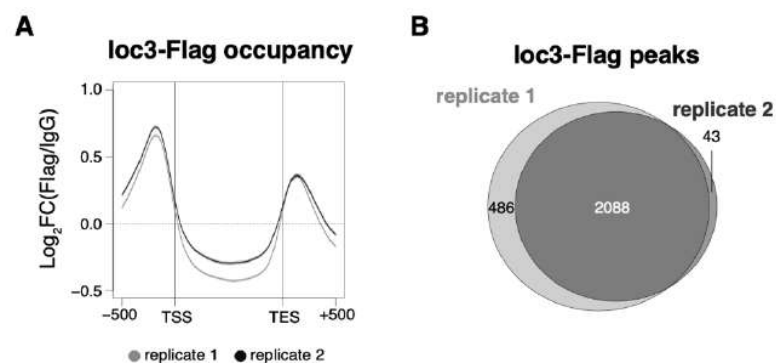 A
loc3-Flag occupancy
Log2FC(Flag/IgG)
1.0
0.5
0.0
−0.5
−500
TSS
TES
+500
replicate 1
replicate 2
B
loc3-Flag peaks
replicate 1
replicate 2
43
486
2088